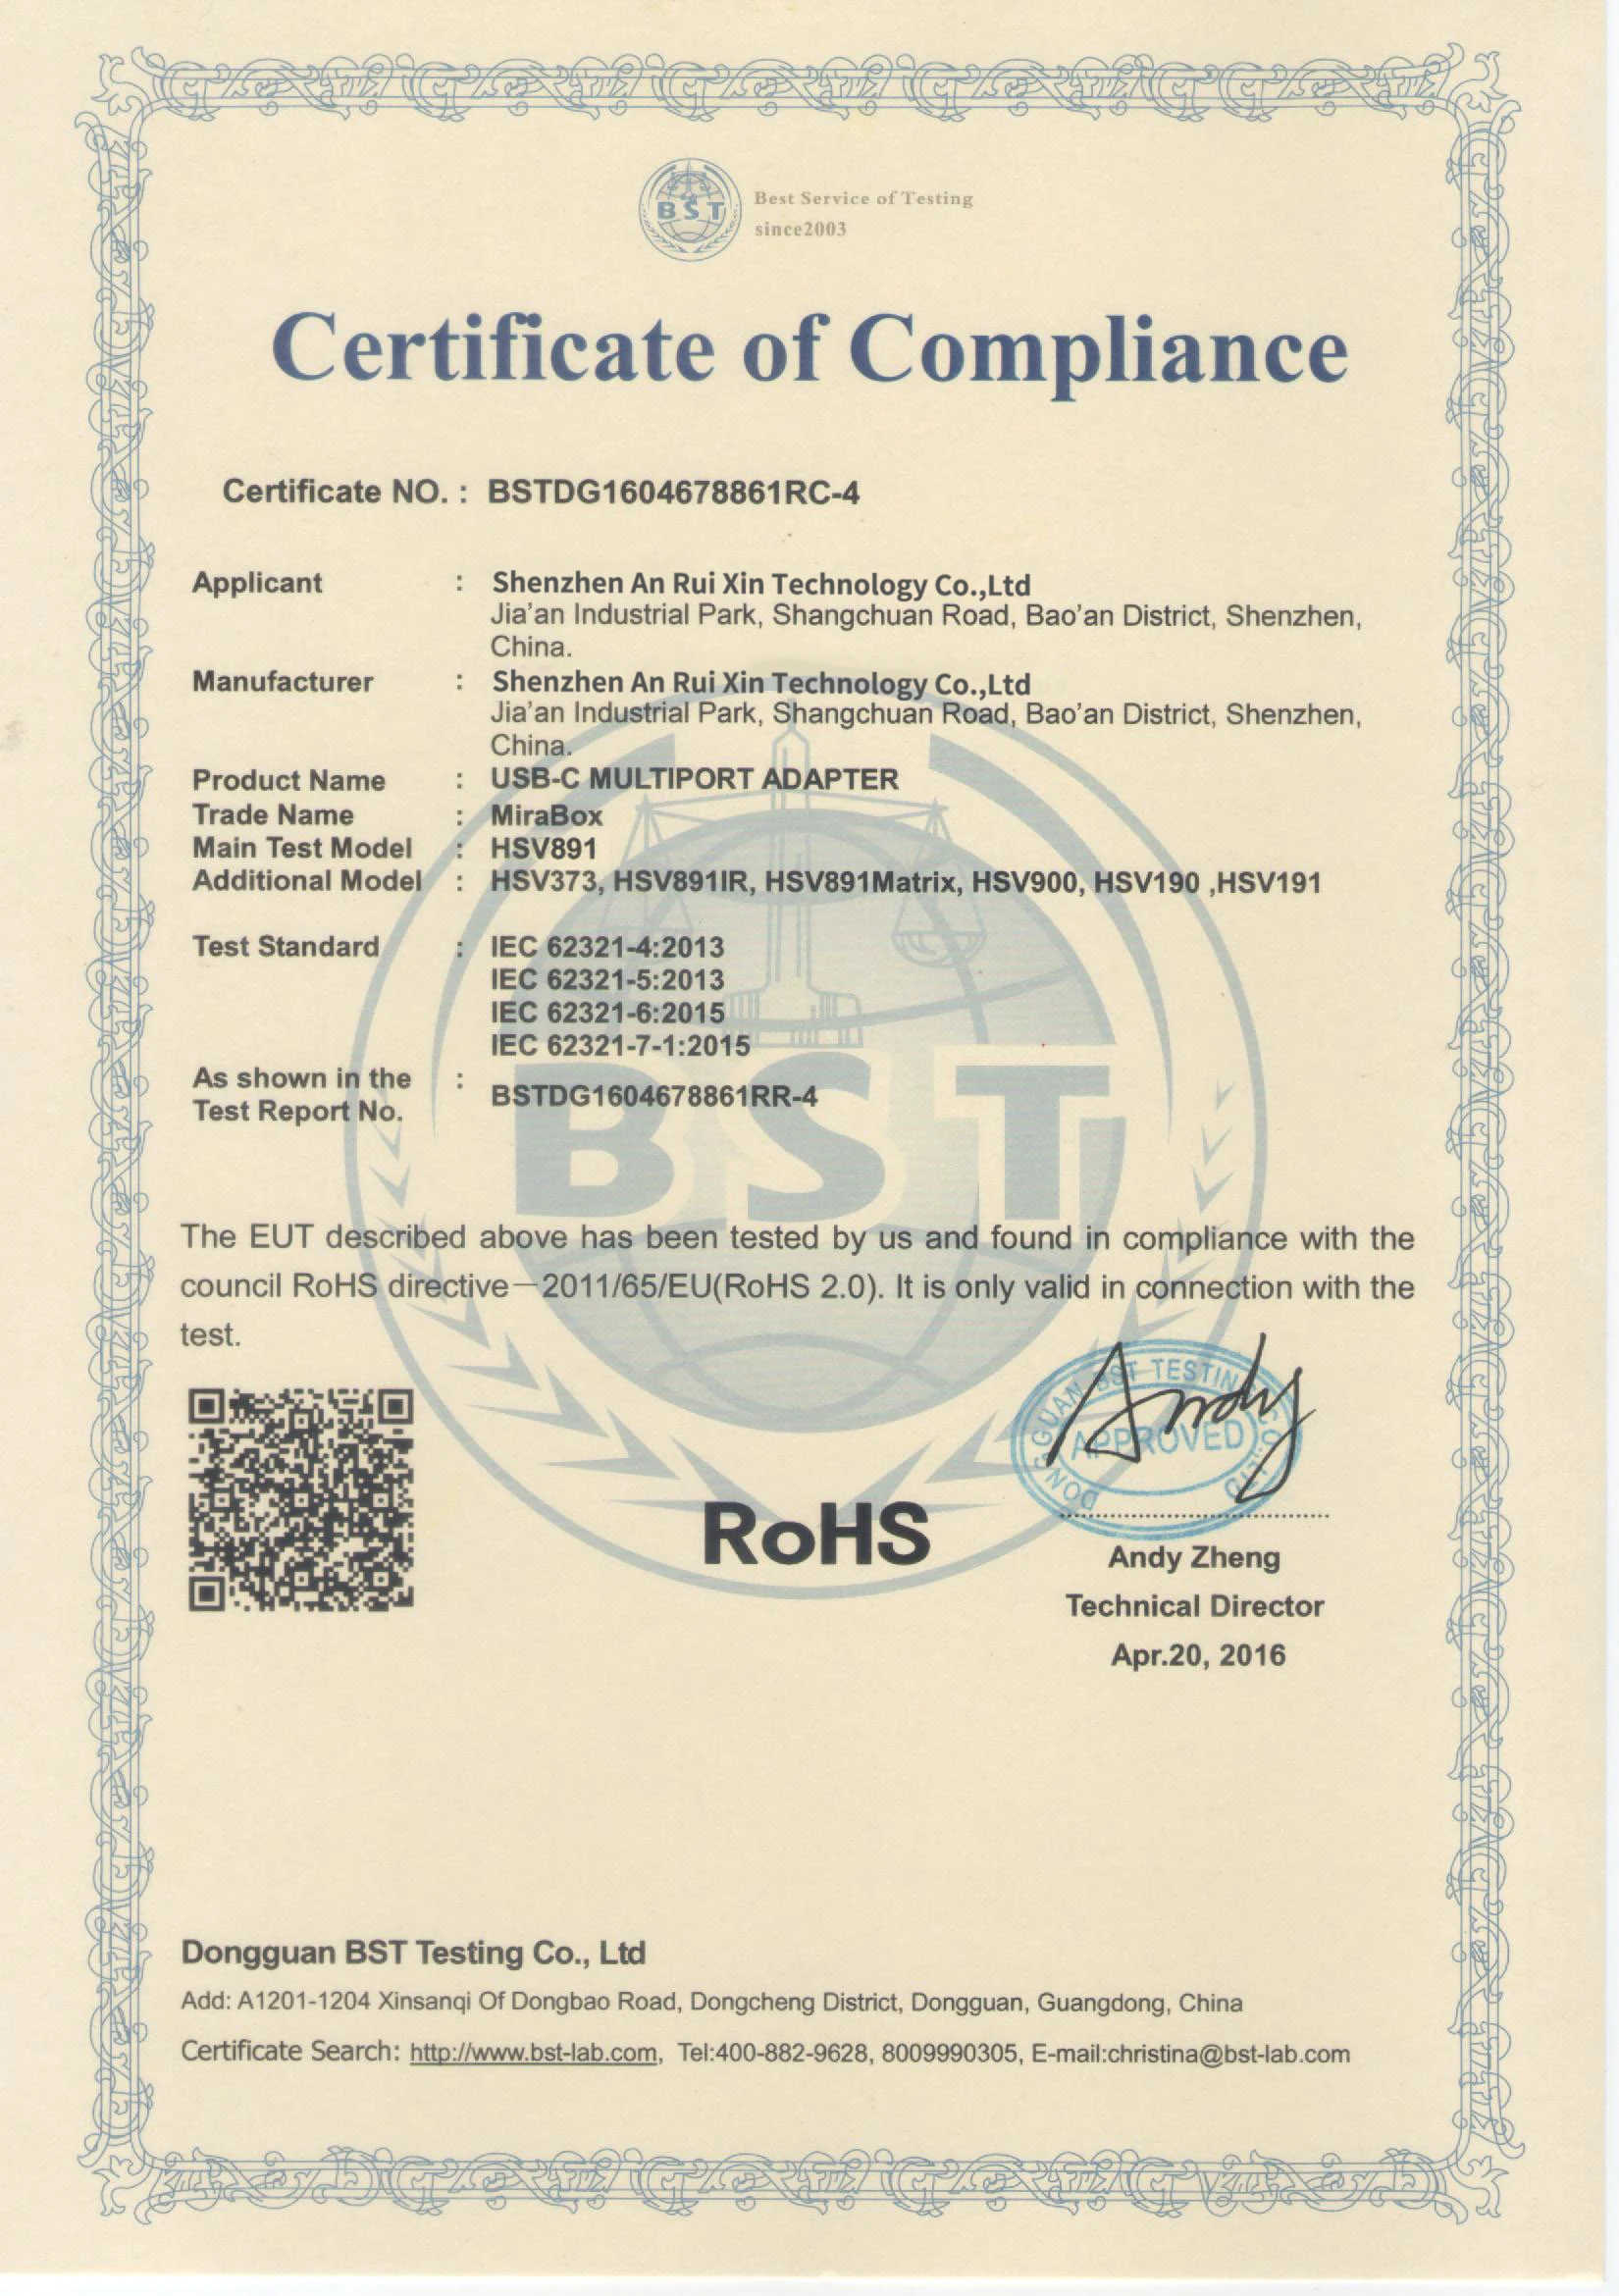 BST
Best Service of Testing
since2003
Certificate of Compliance
Certificate NO. : BSTDG1604678861RC-4
Applicant : Shenzhen An Rui Xin Technology Co.,Ltd
Jia'an Industrial Park, Shangchuan Road, Bao'an District, Shenzhen,
China.
Manufacturer : Shenzhen An Rui Xin Technology Co.,Ltd
Jia'an Industrial Park, Shangchuan Road, Bao'an District, Shenzhen,
China.
Product Name : USB-C MULTIPORT ADAPTER
Trade Name : MiraBox
Main Test Model : HSV891
Additional Model : HSV373, HSV891IR, HSV891Matrix, HSV900, HSV190 ,HSV191
Test Standard : IEC 62321-4:2013
IEC 62321-5:2013
IEC 62321-6:2015
IEC 62321-7-1:2015
As shown in the :
Test Report No.
BSTDG1604678861RR-4
BST
The EUT described above has been tested by us and found in compliance with the
council RoHS directive—2011/65/EU(RoHS 2.0). It is only valid in connection with the
test.
DONGGUAN BST TESTING CO.,LTD
APPROVED
Andy
RoHS
Andy Zheng
Technical Director
Apr.20, 2016
Dongguan BST Testing Co., Ltd
Add: A1201-1204 Xinsanqi Of Dongbao Road, Dongcheng District, Dongguan, Guangdong, China
Certificate Search: http://www.bst-lab.com, Tel:400-882-9628, 8009990305, E-mail:christina@bst-lab.com